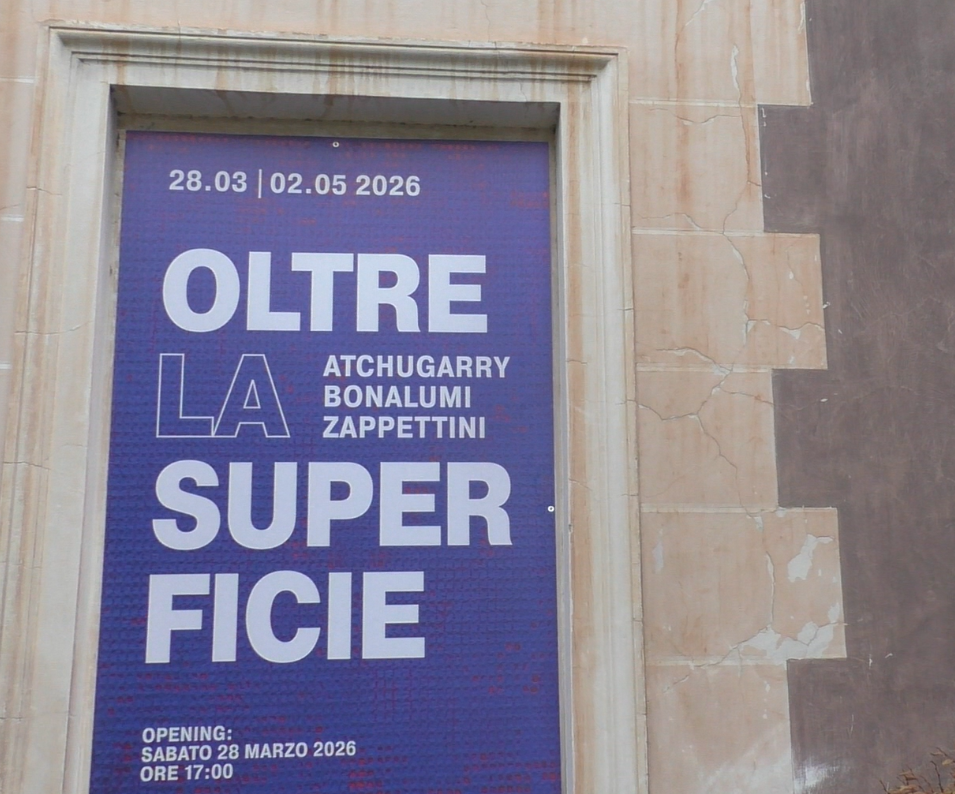 28.03 | 02.05 2026
OLTRE
LA
ATCHUGARRY
BONALUMI
ZAPPETTINI
SUPER
FICIE
OPENING:
SABATO 28 MARZO 2026
ORE 17:00